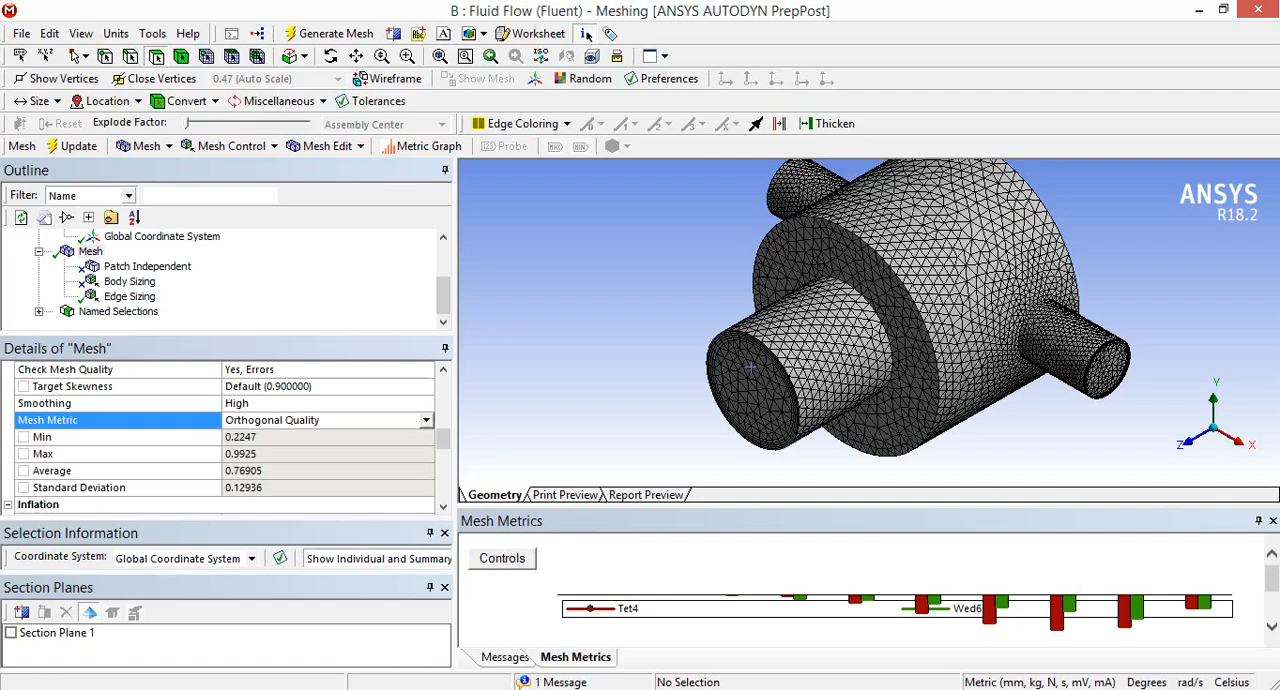 B : Fluid Flow (Fluent) - Meshing [ANSYS AUTODYN PrepPost]
File Edit View Units Tools Help Generate Mesh A Worksheet i
ISO
Show Vertices Close Vertices 0.47 (Auto Scale) Wireframe Show Mesh Random Preferences
Size Location Convert Miscellaneous Tolerances
Reset Explode Factor: Assembly Center Edge Coloring Thicken
Mesh Update Mesh Mesh Control Mesh Edit Metric Graph Probe MAX MIN
Outline
Filter: Name
Global Coordinate System
Mesh
Patch Independent
Body Sizing
Edge Sizing
Named Selections
Details of "Mesh"
Check Mesh Quality Yes, Errors
Target Skewness Default (0.900000)
Smoothing High
Mesh Metric Orthogonal Quality
Min 0.2247
Max 0.9925
Average 0.76905
Standard Deviation 0.12936
Inflation
Selection Information
Coordinate System: Global Coordinate System Show Individual and Summary
Section Planes
Section Plane 1
ANSYS
R18.2
Y
Z X
Geometry Print Preview Report Preview
Mesh Metrics
Controls
Tet4 Wed6
Messages Mesh Metrics
1 Message No Selection Metric (mm, kg, N, s, mV, mA) Degrees rad/s Celsius